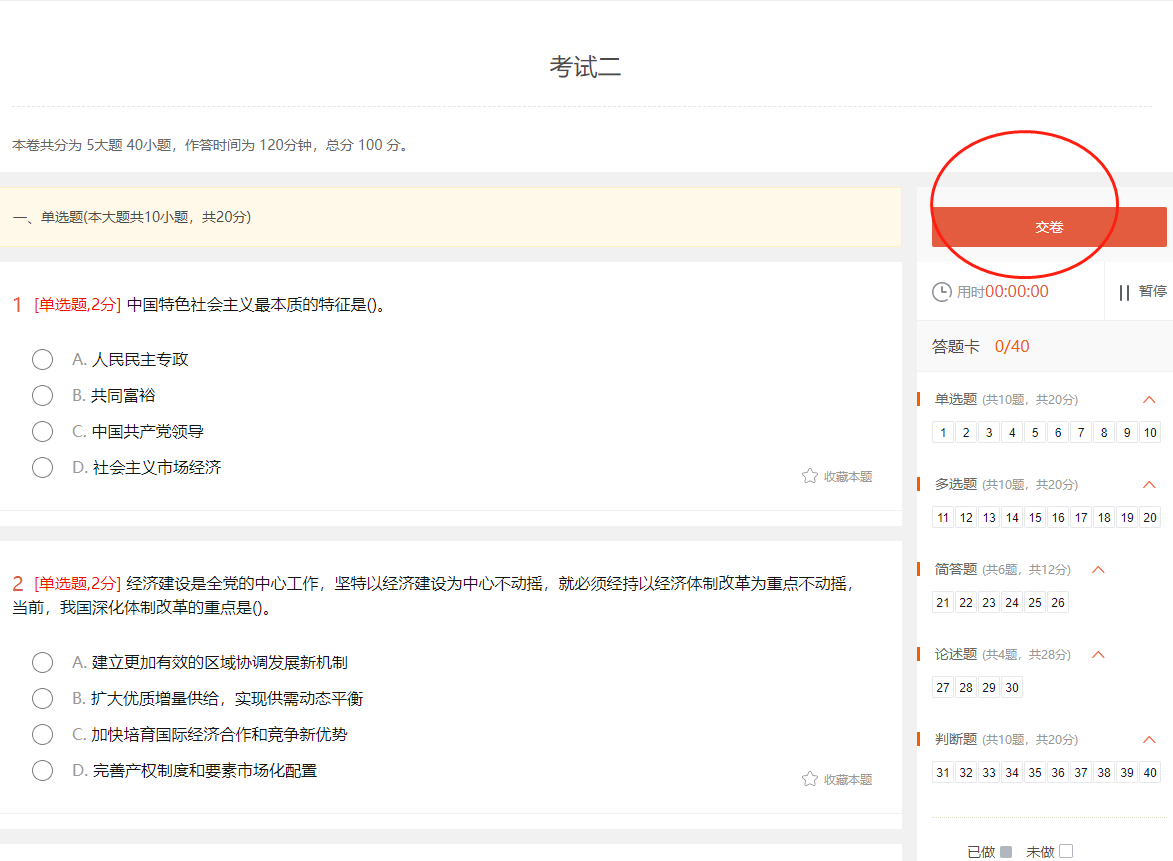 考试二
本卷共分为 5大题 40小题，作答时间为 120分钟，总分 100 分。
一、单选题(本大题共10小题，共20分)
1 [单选题,2分] 中国特色社会主义最本质的特征是()。
A. 人民民主专政
B. 共同富裕
C. 中国共产党领导
D. 社会主义市场经济
收藏本题
2 [单选题,2分] 经济建设是全党的中心工作，坚特以经济建设为中心不动摇，就必须经持以经济体制改革为重点不动摇，
当前，我国深化体制改革的重点是()。
A. 建立更加有效的区域协调发展新机制
B. 扩大优质增量供给，实现供需动态平衡
C. 加快培育国际经济合作和竞争新优势
D. 完善产权制度和要素市场化配置
收藏本题
交卷
用时00:00:00 暂停
答题卡 0/40
单选题 (共10题，共20分)
1 2 3 4 5 6 7 8 9 10
多选题 (共10题，共20分)
11 12 13 14 15 16 17 18 19 20
简答题 (共6题，共12分)
21 22 23 24 25 26
论述题 (共4题，共28分)
27 28 29 30
判断题 (共10题，共20分)
31 32 33 34 35 36 37 38 39 40
已做 未做